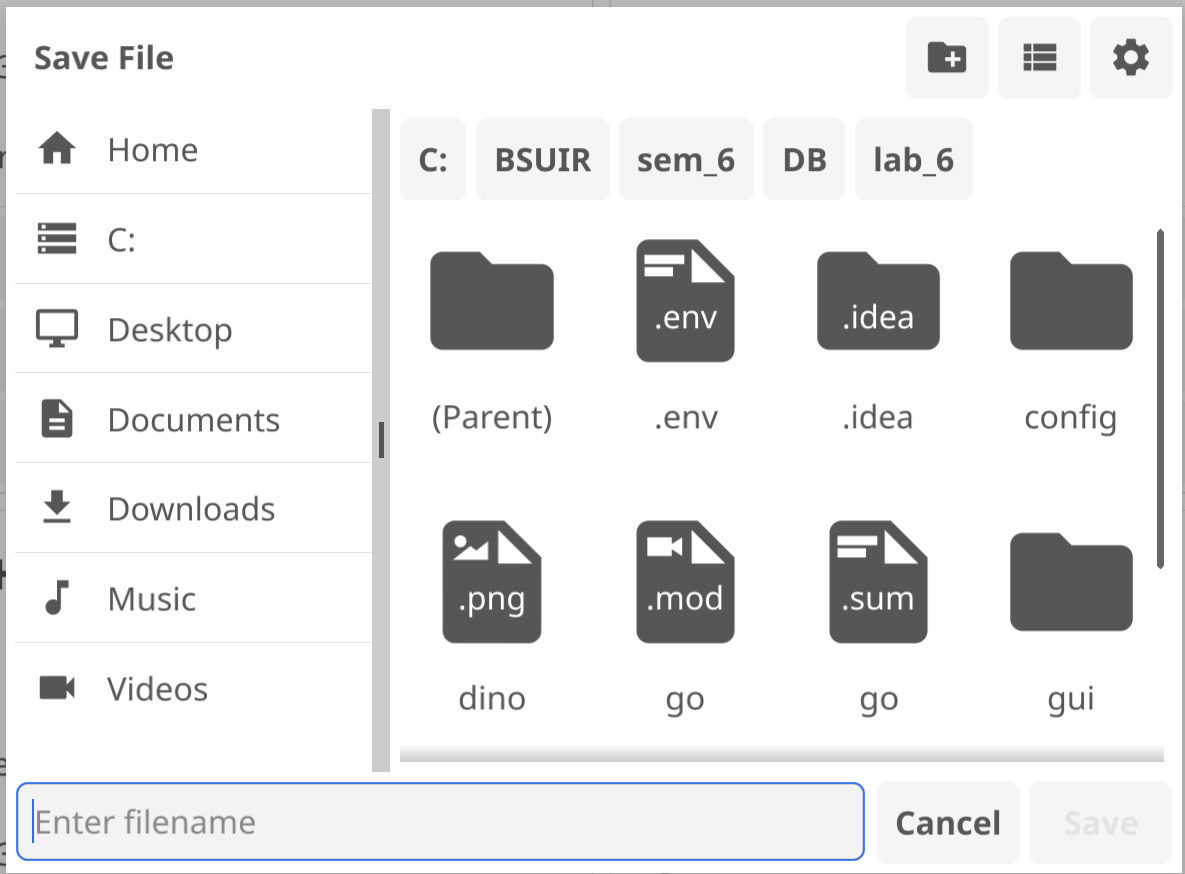 Save File
Home
C:
Desktop
Documents
Downloads
Music
Videos
C: BSUIR sem_6 DB lab_6
.env .idea
(Parent) .env .idea config
.png .mod .sum
dino go go gui
Enter filename
Cancel Save